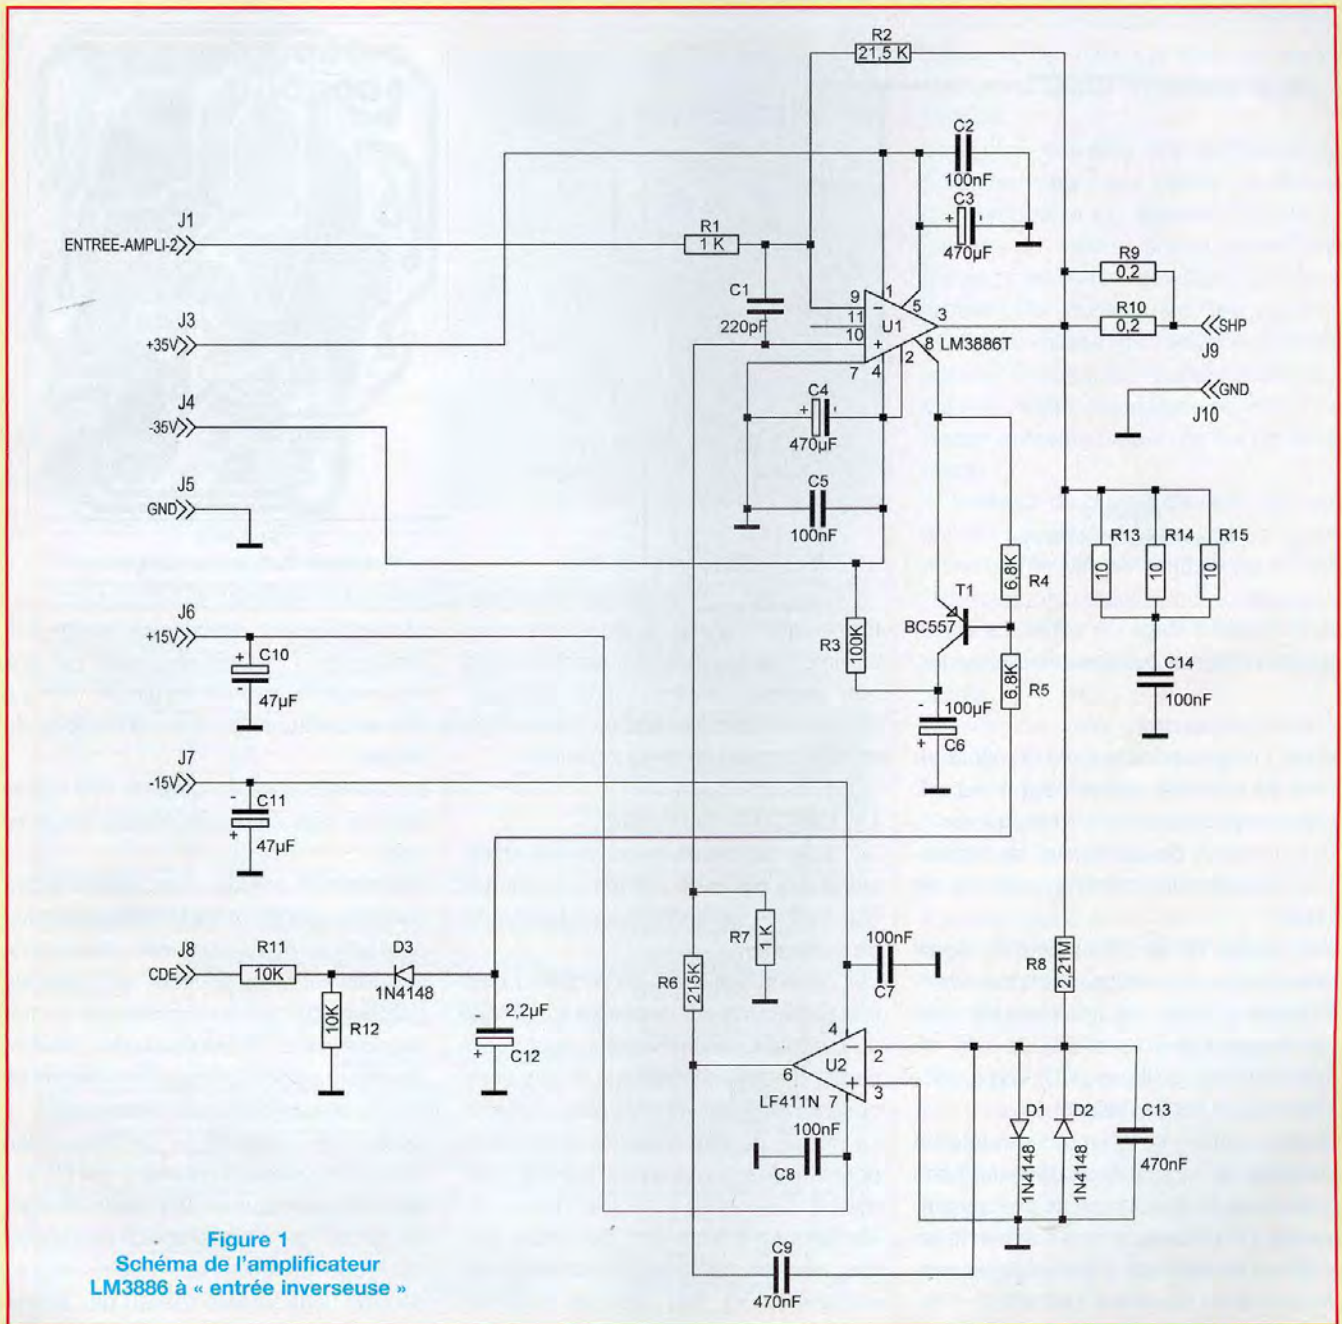 R2
21,5 K
C2
100nF
C3
+ -
470µF
J1
ENTREE-AMPLI-2
R1
1 K
C1
220pF
R9
0,2
R10
0,2
SHP
J9
GND
J10
9
11
10
7
-
+
1
5
3
8
2
4
U1
LM3886T
J3
+35V
J4
-35V
J5
GND
C4
+ -
470µF
C5
100nF
R13
10
R14
10
R15
10
R4
6,8K
T1
BC557
R3
100K
R5
6,8K
C14
100nF
J6
+15V
+
C10
-
47µF
-
100µF
+
C6
J7
-15V
-
C11
+
47µF
J8
CDE
R11
10K
D3
1N4148
R12
10K
2,2µF
+
C12
R7
1 K
R6
215K
100nF
C7
R8
2,21M
4
-
2
6
U2
+
3
LF411N
7
100nF
C8
D1
1N4148
D2
1N4148
C13
470nF
C9
470nF
Figure 1
Schéma de l'amplificateur
LM3886 à « entrée inverseuse »